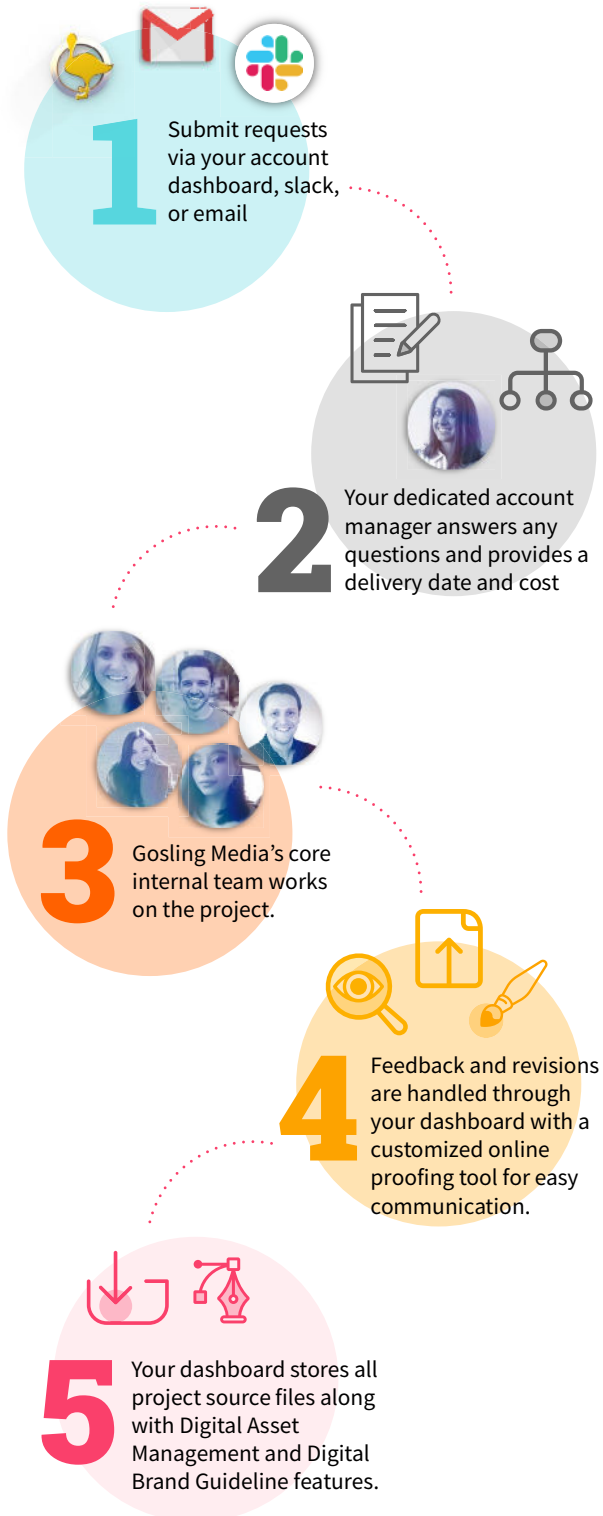 1
Submit requests
via your account
dashboard, slack,
or email
2
Your dedicated account
manager answers any
questions and provides a
delivery date and cost
3
Gosling Media’s core
internal team works
on the project.
4
Feedback and revisions
are handled through
your dashboard with a
customized online
proofing tool for easy
communication.
5
Your dashboard stores all
project source files along
with Digital Asset
Management and Digital
Brand Guideline features.